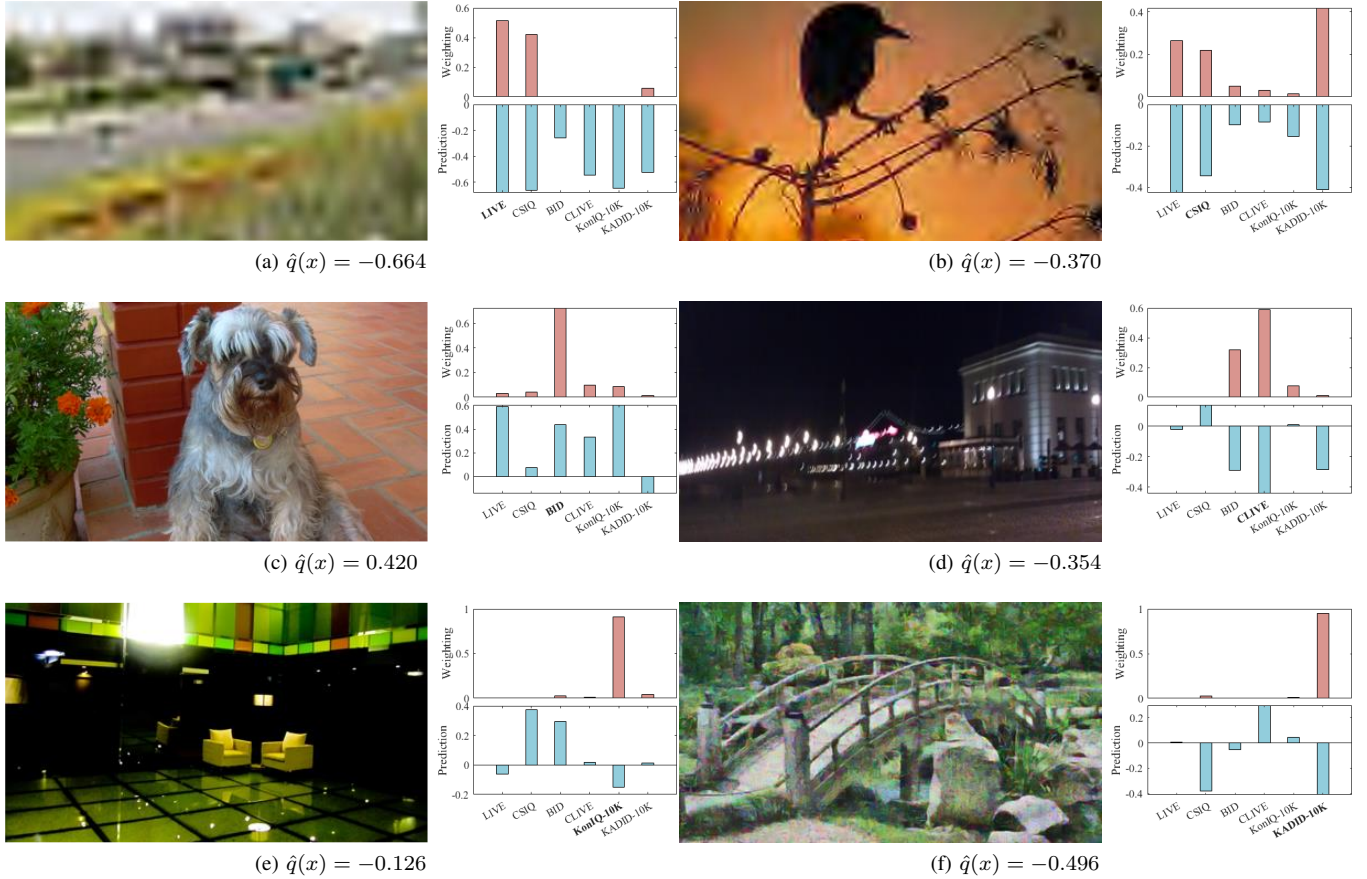 0.6
0.4
0.2
0
Weighting
0
-0.2
-0.4
-0.6
Prediction
LIVE
CSIQ
BID
CLIVE
KonIQ-10K
KADID-10K
(a) q̂(x) = −0.664
0.4
0.2
0
Weighting
0
-0.2
-0.4
Prediction
LIVE
CSIQ
BID
CLIVE
KonIQ-10K
KADID-10K
(b) q̂(x) = −0.370
0.6
0.4
0.2
0
Weighting
0.6
0.4
0.2
0
Prediction
LIVE
CSIQ
BID
CLIVE
KonIQ-10K
KADID-10K
(c) q̂(x) = 0.420
0.6
0.4
0.2
0
Weighting
0
-0.2
-0.4
Prediction
LIVE
CSIQ
BID
CLIVE
KonIQ-10K
KADID-10K
(d) q̂(x) = −0.354
1
0.5
0
Weighting
0.4
0.2
0
-0.2
Prediction
LIVE
CSIQ
BID
CLIVE
KonIQ-10K
KADID-10K
(e) q̂(x) = −0.126
1
0.5
0
Weighting
0.2
0
-0.2
0.4
Prediction
LIVE
CSIQ
BID
CLIVE
KonIQ-10K
KADID-10K
(f) q̂(x) = −0.496